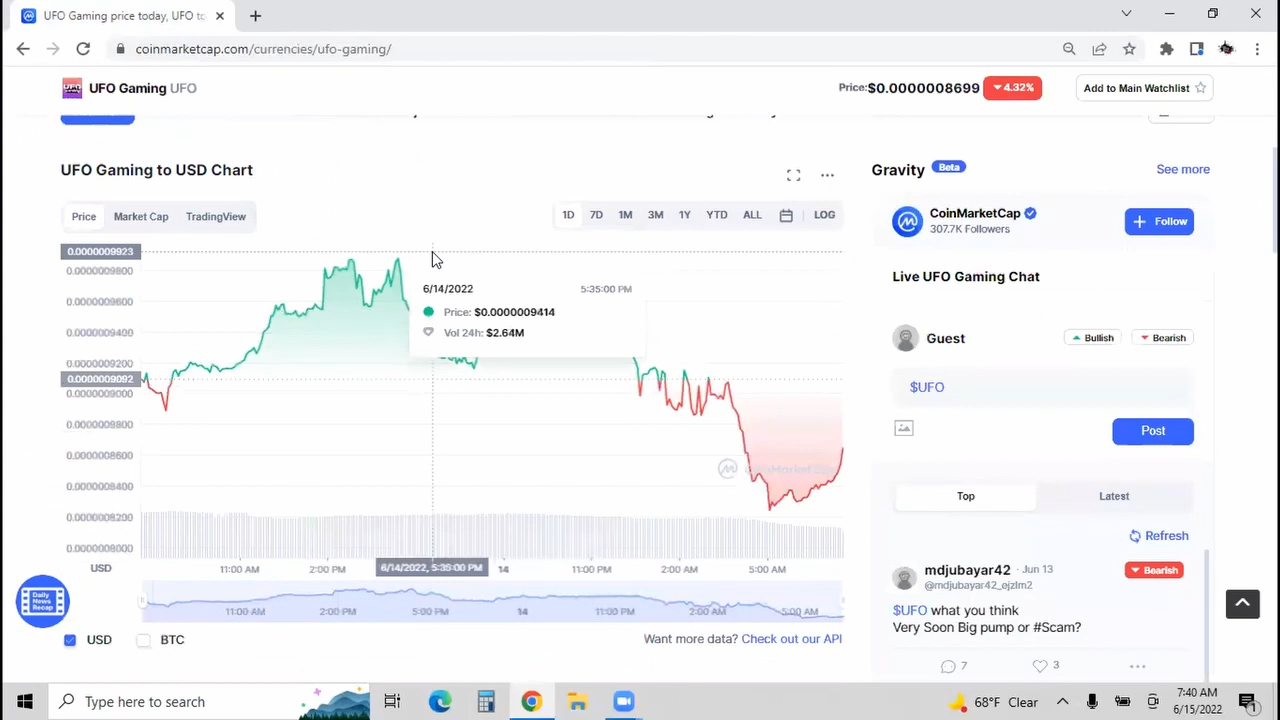 UFO Gaming price today, UFO to
coinmarketcap.com/currencies/ufo-gaming/
UFO Gaming UFO
Price:$0.0000008699 4.32%
Add to Main Watchlist
UFO Gaming to USD Chart
Gravity Beta
See more
Price Market Cap TradingView
1D 7D 1M 3M 1Y YTD ALL LOG
CoinMarketCap
307.7K Followers
Follow
0.0000009923
0.0000009800
0.0000009600
0.0000009400
0.0000009200
0.0000009092
0.0000009000
0.0000008800
0.0000008600
0.0000008400
0.0000008200
0.0000008000
6/14/2022 5:35:00 PM
Price: $0.0000009414
Vol 24h: $2.64M
Live UFO Gaming Chat
Guest
Bullish
Bearish
$UFO
Post
Top Latest
Refresh
USD 11:00 AM 2:00 PM 6/14/2022, 5:35:00 PM 14 11:00 PM 2:00 AM 5:00 AM
11:00 AM 2:00 PM 5:00 PM 14 11:00 PM 2:00 AM 5:00 AM
Daily
News
Recap
mdjubayar42 · Jun 13
Bearish
@mdjubayar42_ejzlm2
$UFO what you think
Very Soon Big pump or #Scam?
7 3
USD BTC
Want more data? Check out our API
Type here to search
68°F Clear
7:40 AM
6/15/2022
1